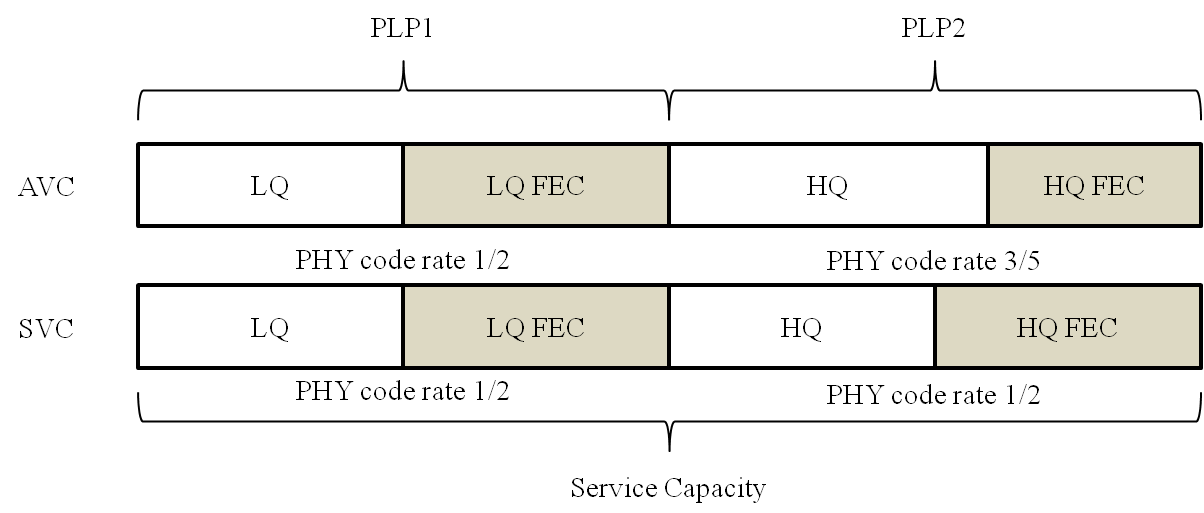 PLP1 PLP2
AVC LQ LQ FEC HQ HQ FEC
PHY code rate 1/2 PHY code rate 3/5
SVC LQ LQ FEC HQ HQ FEC
PHY code rate 1/2 PHY code rate 1/2
Service Capacity